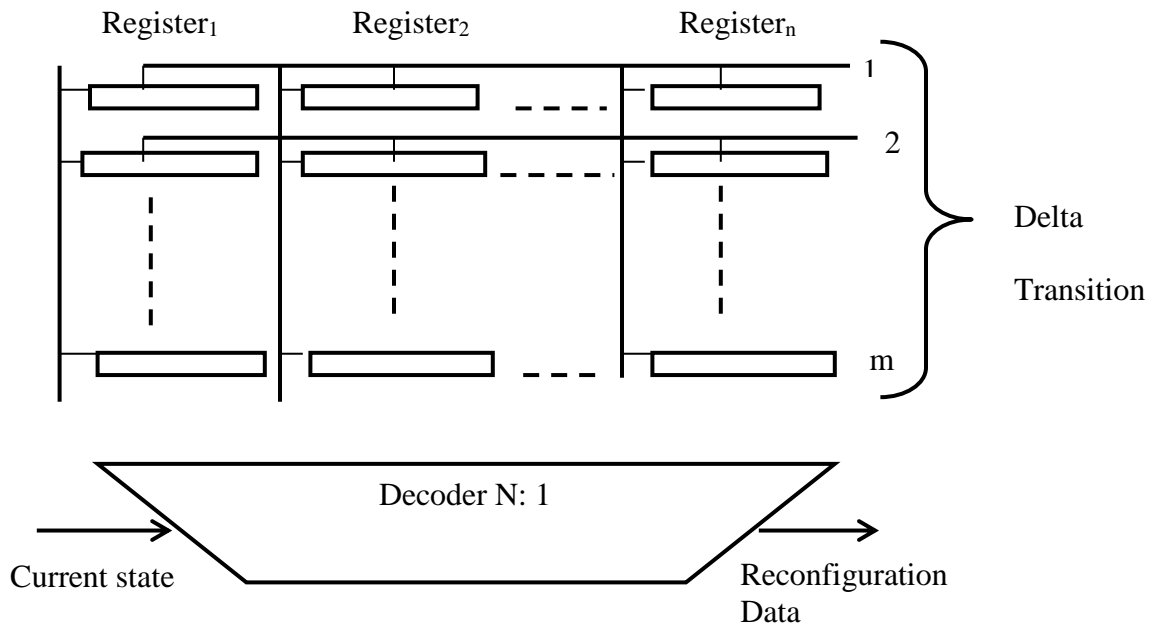 Register₁ Register₂ Registerₙ
1
2
Delta
Transition
m
Decoder N: 1
Current state
Reconfiguration
Data